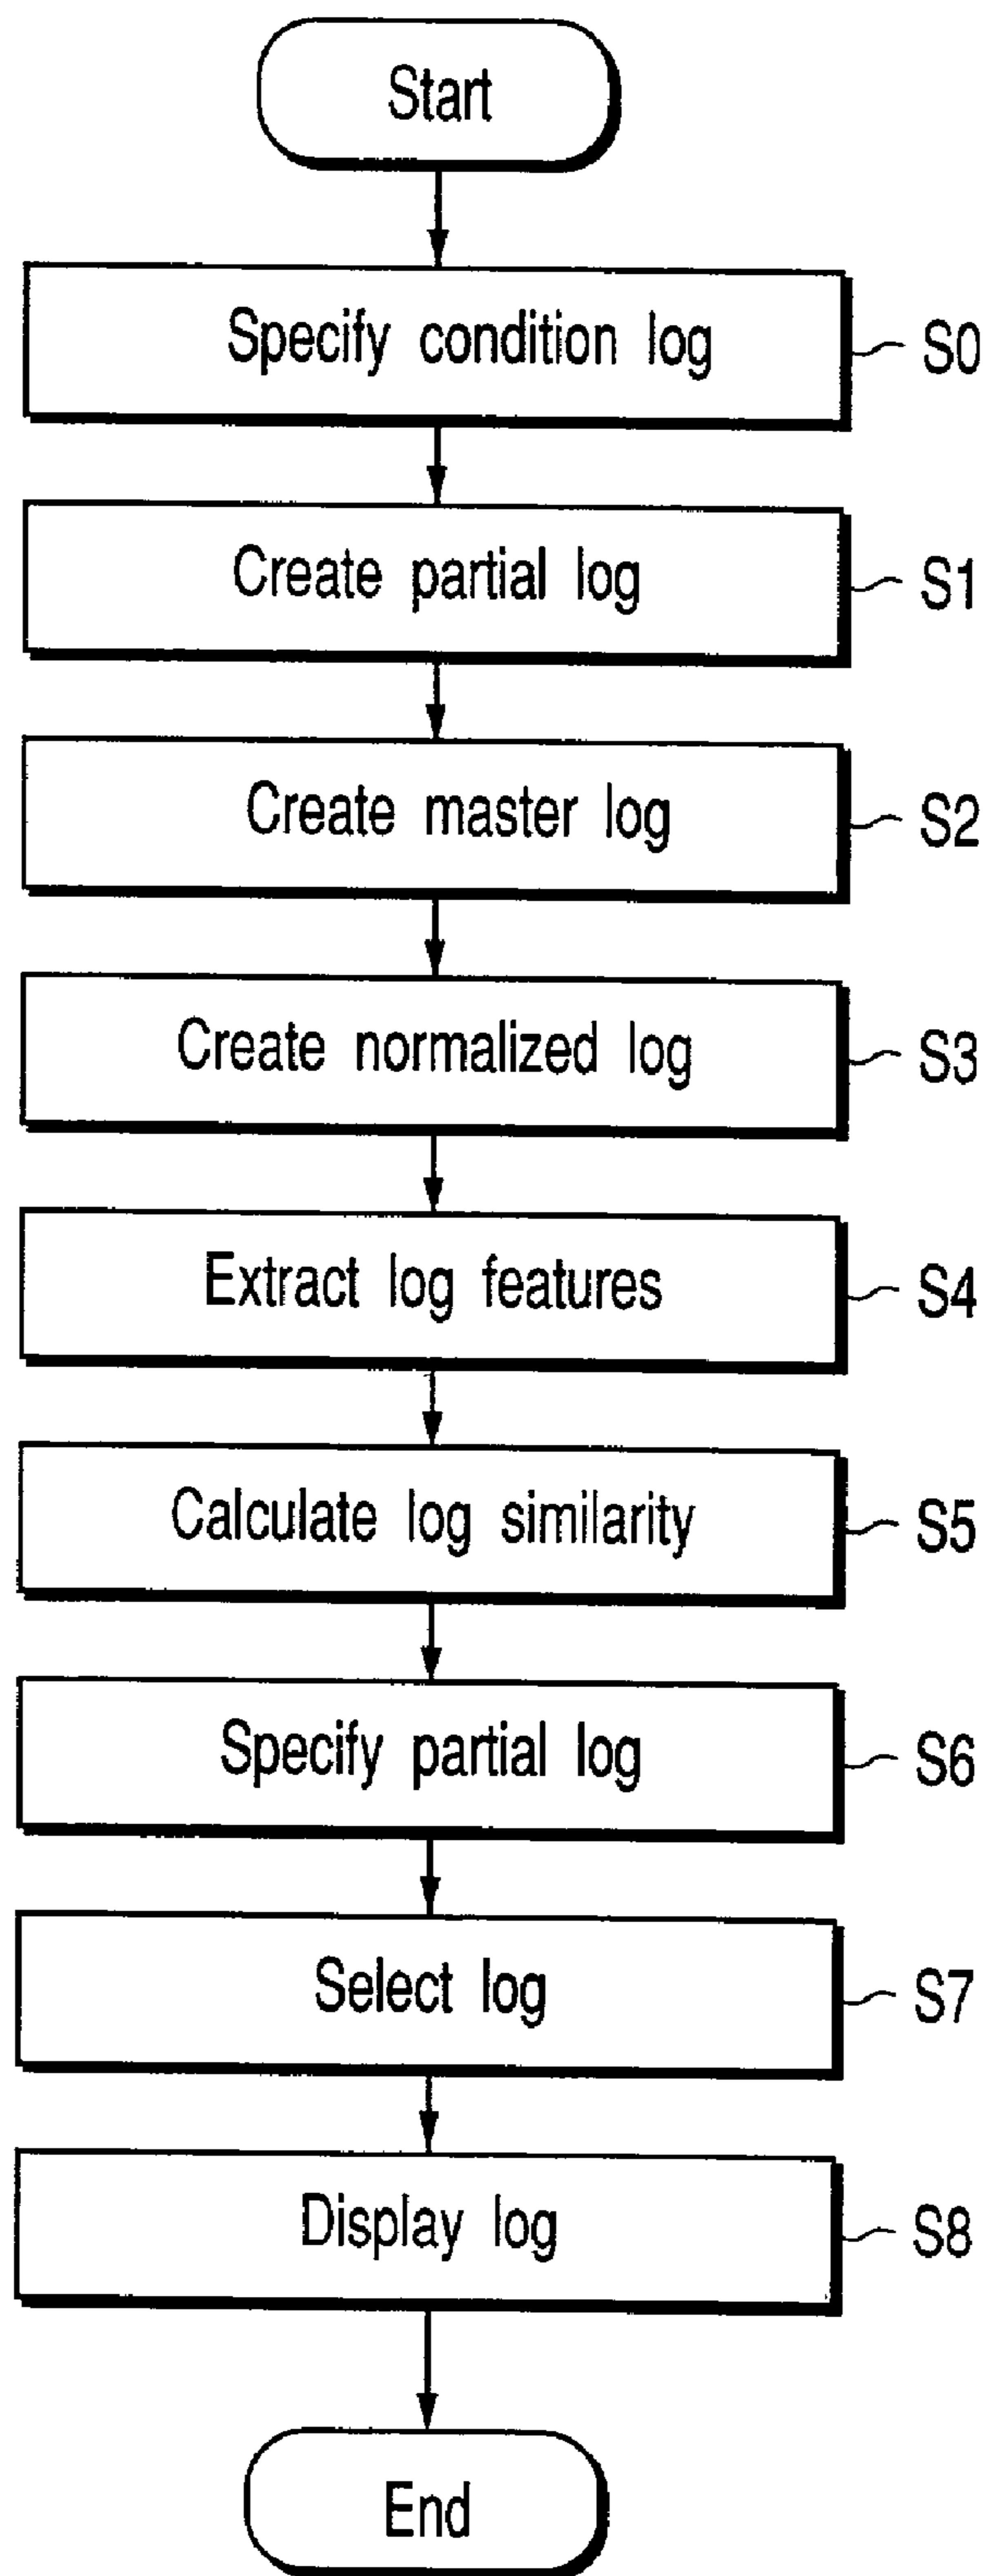 Start
Specify condition log S0
Create partial log S1
Create master log S2
Create normalized log S3
Extract log features S4
Calculate log similarity S5
Specify partial log S6
Select log S7
Display log S8
End